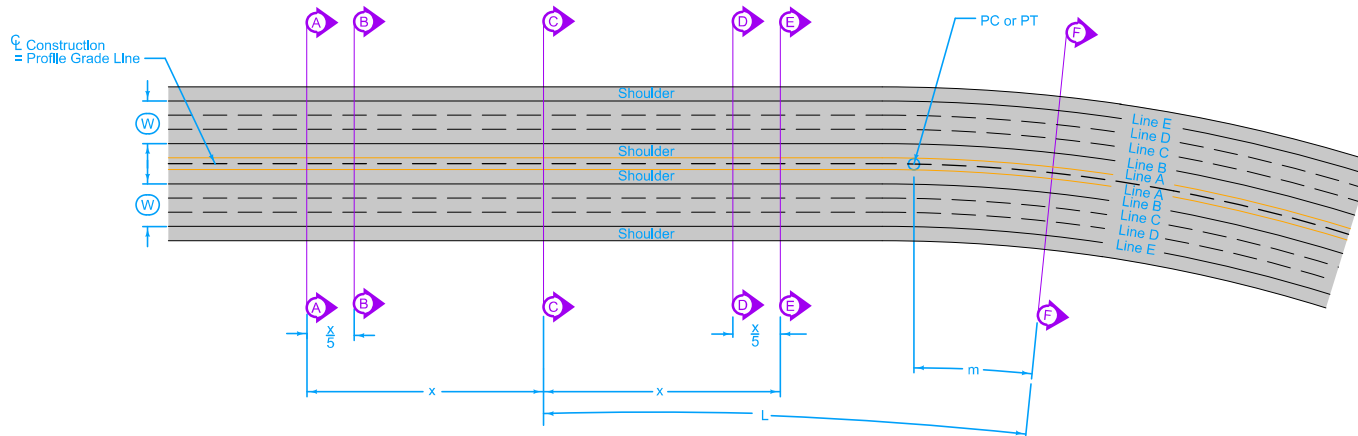 A
B
C
D
E
PC or PT
F
℄ Construction
= Profile Grade Line
Shoulder
W
Shoulder
Shoulder
W
Shoulder
Line E
Line D
Line C
Line B
Line A
Line A
Line B
Line C
Line D
Line E
A
B
C
D
E
F
x
5
x
5
m
x
x
L